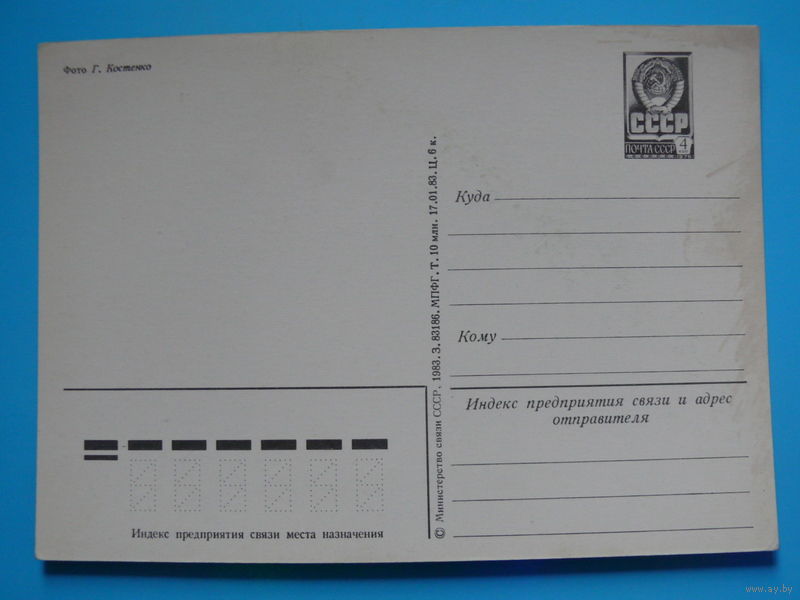 Фото Г. Костенко
СССР
ПОЧТА СССР 4
Куда
Кому
© Министерство связи СССР. 1983. З. 83186. МПФГ. Т. 10 млн. 17.01.83. Ц. 6 к.
Индекс предприятия связи и адрес
отправителя
Индекс предприятия связи места назначения
www.ay.by